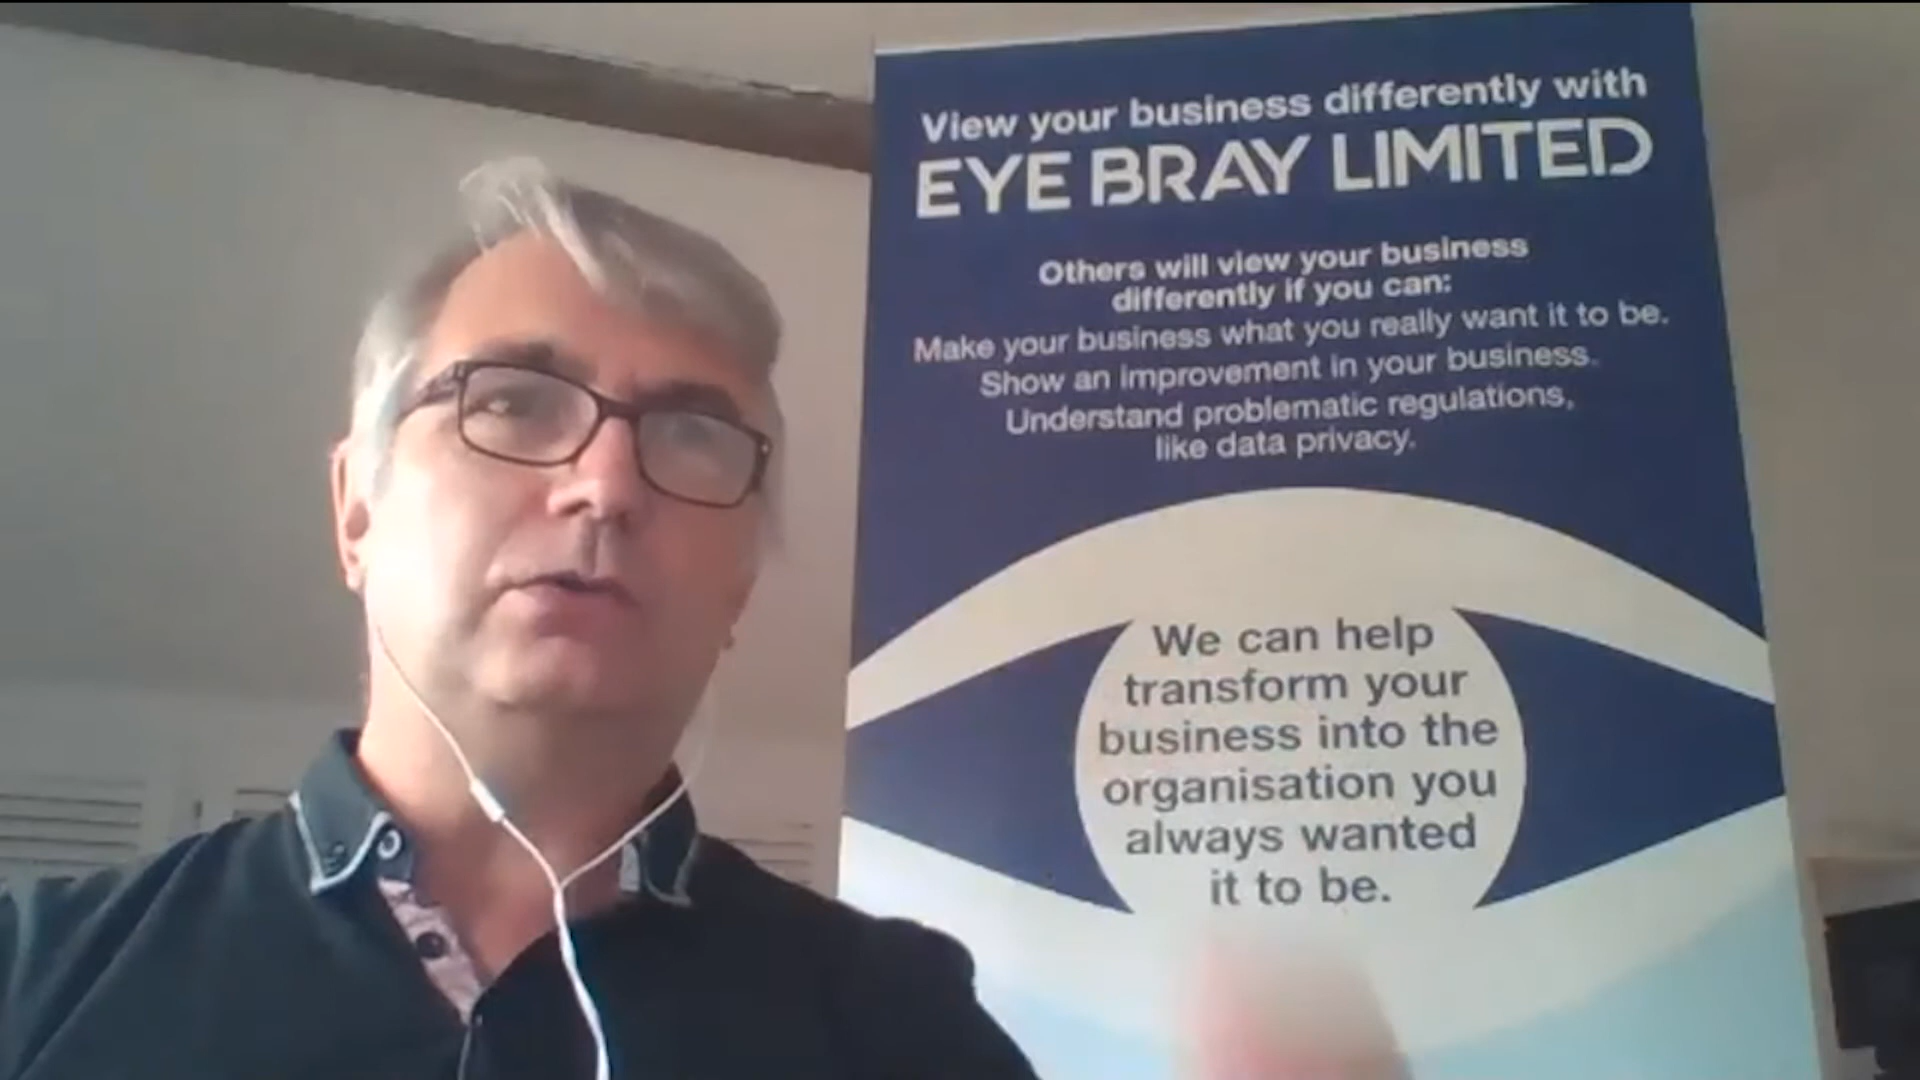 View your business differently with
EYE BRAY LIMITED
Others will view your business
differently if you can:
Make your business what you really want it to be.
Show an improvement in your business.
Understand problematic regulations,
like data privacy.
We can help
transform your
business into the
organisation you
always wanted
it to be.